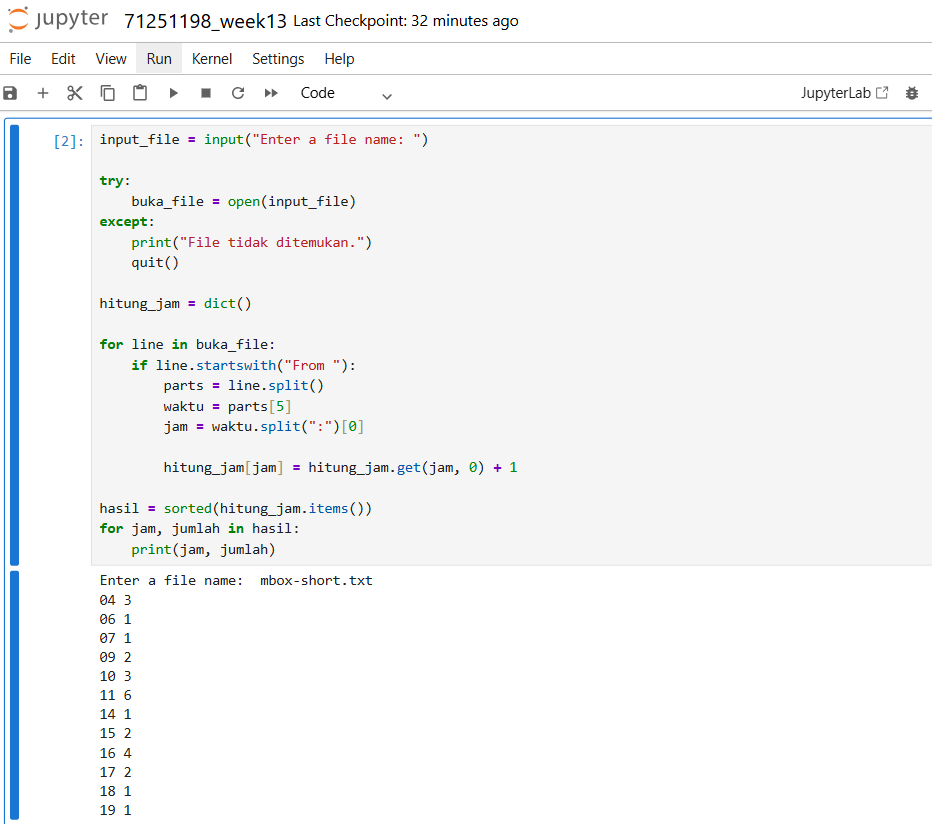 jupyter 71251198_week13 Last Checkpoint: 32 minutes ago
File Edit View Run Kernel Settings Help
Code JupyterLab
[2]: input_file = input("Enter a file name: ")
try:
    buka_file = open(input_file)
except:
    print("File tidak ditemukan.")
    quit()
hitung_jam = dict()
for line in buka_file:
    if line.startswith("From "):
        parts = line.split()
        waktu = parts[5]
        jam = waktu.split(":")[0]
        hitung_jam[jam] = hitung_jam.get(jam, 0) + 1
hasil = sorted(hitung_jam.items())
for jam, jumlah in hasil:
    print(jam, jumlah)
Enter a file name:  mbox-short.txt
04 3
06 1
07 1
09 2
10 3
11 6
14 1
15 2
16 4
17 2
18 1
19 1